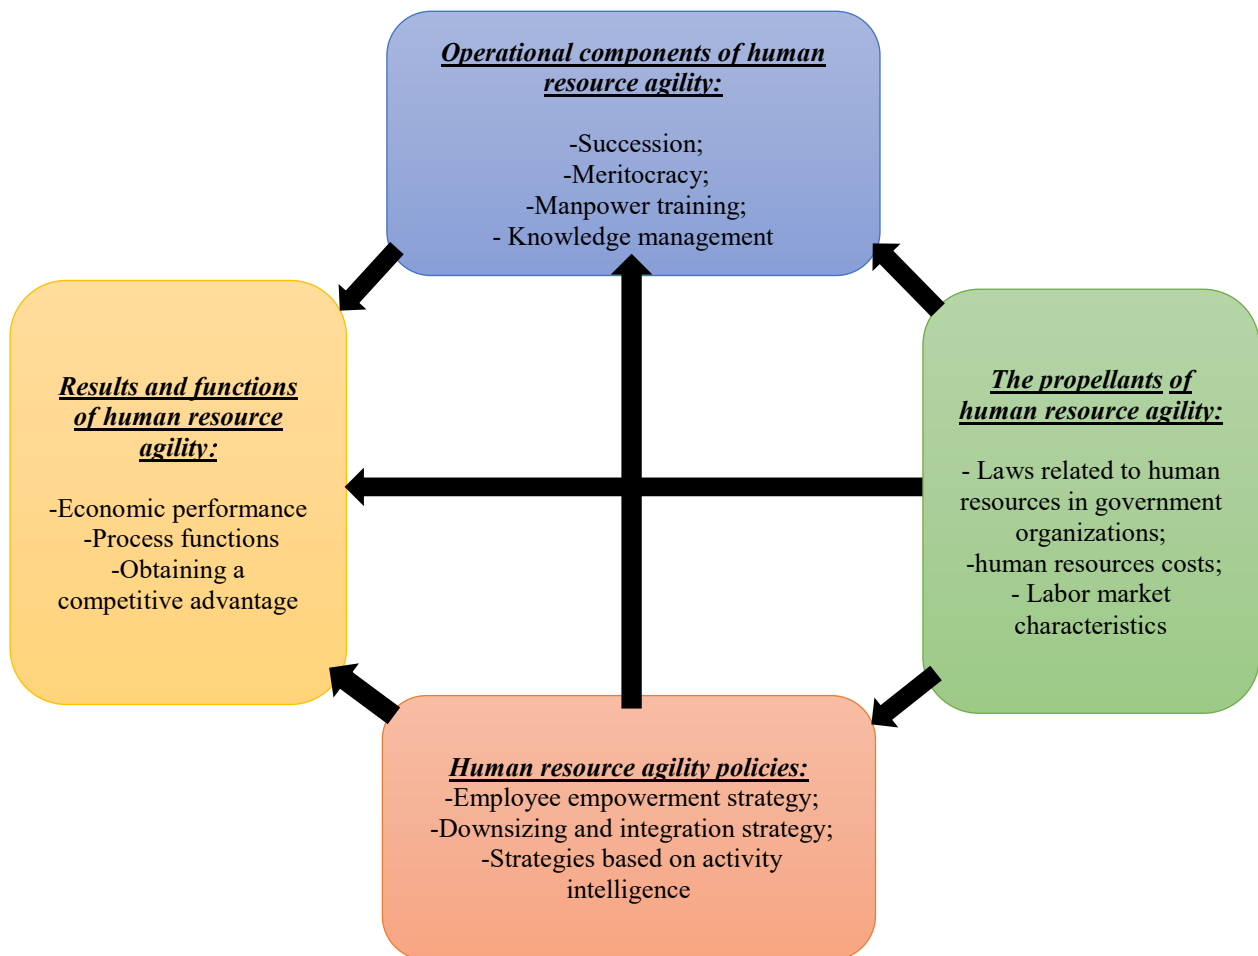 Operational components of human
resource agility:
-Succession;
-Meritocracy;
-Manpower training;
- Knowledge management
Results and functions
of human resource
agility:
-Economic performance
-Process functions
-Obtaining a
competitive advantage
The propellants of
human resource agility:
- Laws related to human
resources in government
organizations;
-human resources costs;
- Labor market
characteristics
Human resource agility policies:
-Employee empowerment strategy;
-Downsizing and integration strategy;
-Strategies based on activity
intelligence